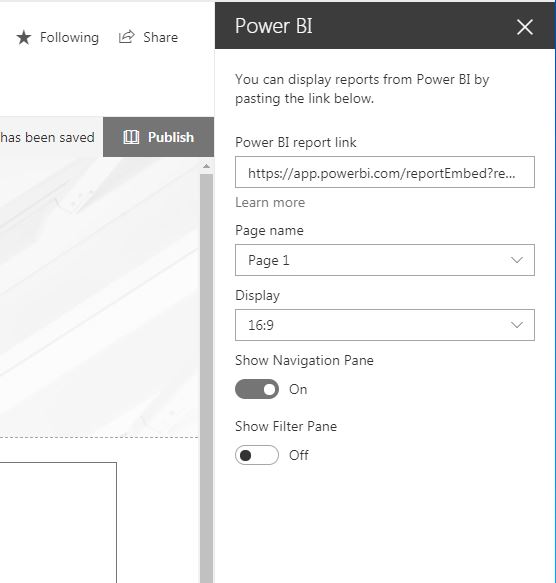 Following
Share
has been saved
Publish
Power BI
You can display reports from Power BI by
pasting the link below.
Power BI report link
https://app.powerbi.com/reportEmbed?re...
Learn more
Page name
Page 1
Display
16:9
Show Navigation Pane
On
Show Filter Pane
Off